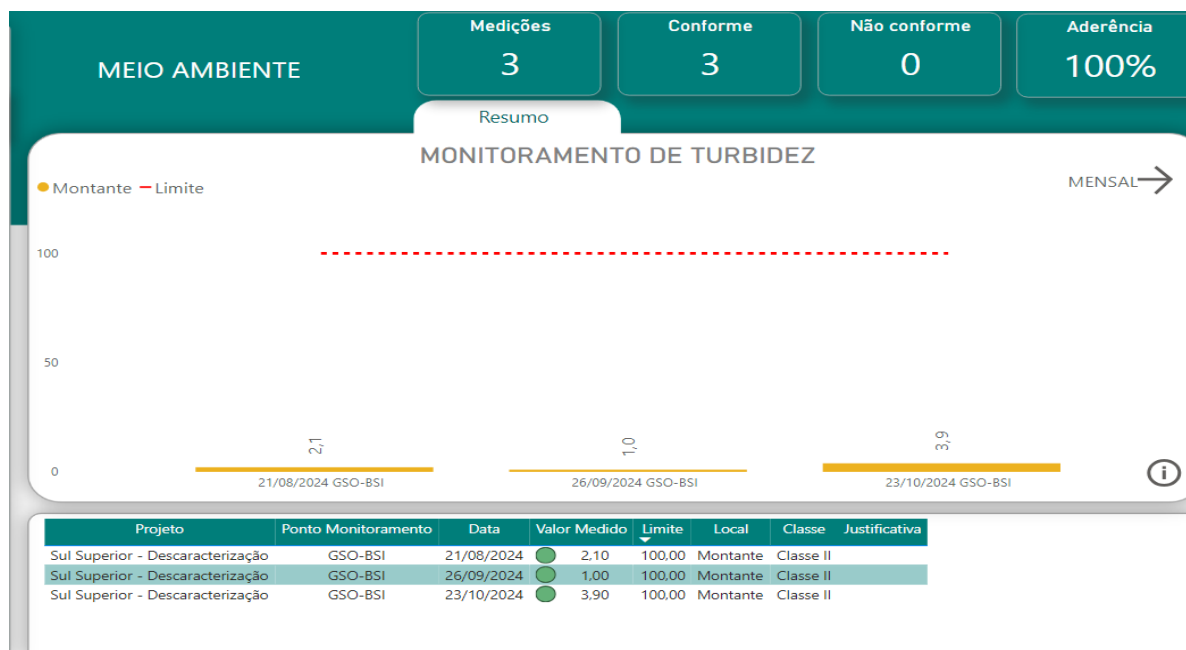 MEIO AMBIENTE
Medições
3
Conforme
3
Não conforme
0
Aderência
100%
Resumo
MONITORAMENTO DE TURBIDEZ
Montante Limite
MENSAL
100
50
0
2,1
1,0
3,9
21/08/2024 GSO-BSI
26/09/2024 GSO-BSI
23/10/2024 GSO-BSI
Projeto Ponto Monitoramento Data Valor Medido Limite Local Classe Justificativa
Sul Superior - Descaracterização GSO-BSI 21/08/2024 2,10 100,00 Montante Classe II
Sul Superior - Descaracterização GSO-BSI 26/09/2024 1,00 100,00 Montante Classe II
Sul Superior - Descaracterização GSO-BSI 23/10/2024 3,90 100,00 Montante Classe II